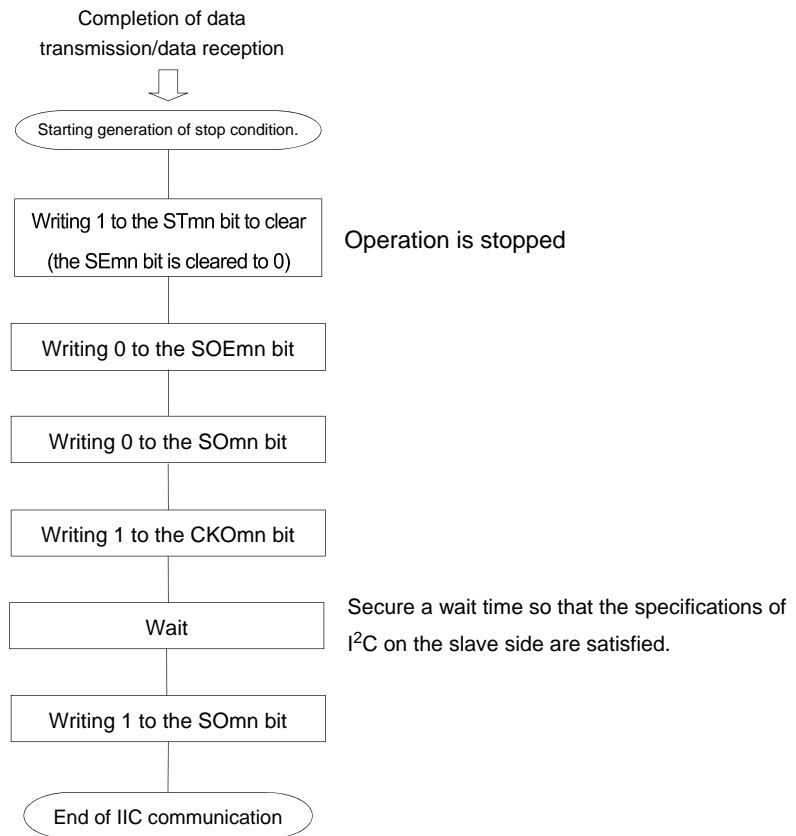 Completion of data
transmission/data reception
Starting generation of stop condition.
Writing 1 to the STmn bit to clear
(the SEmn bit is cleared to 0)
Operation is stopped
Writing 0 to the SOEmn bit
Writing 0 to the SOmn bit
Writing 1 to the CKOmn bit
Wait
Secure a wait time so that the specifications of
I²C on the slave side are satisfied.
Writing 1 to the SOmn bit
End of IIC communication